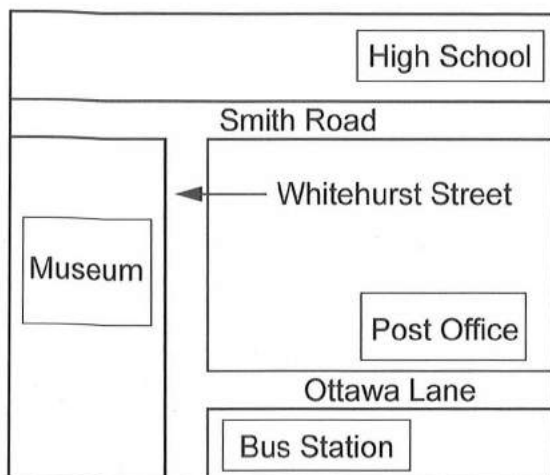 High School
Smith Road
Whitehurst Street
Museum
Post Office
Ottawa Lane
Bus Station